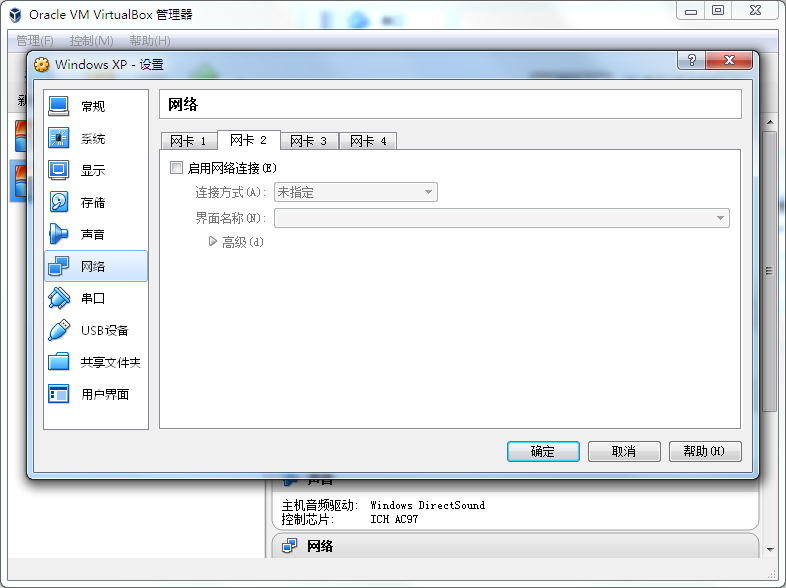 Oracle VM VirtualBox 管理器
管理(F) 控制(M) 帮助(H)
Windows XP - 设置
新
常规
系统
显示
存储
声音
网络
串口
USB设备
共享文件夹
用户界面
网络
网卡 1 网卡 2 网卡 3 网卡 4
启用网络连接(E)
连接方式(A): 未指定
界面名称(N):
高级(d)
确定 取消 帮助(H)
声音
主机音频驱动: Windows DirectSound
控制芯片: ICH AC97
网络